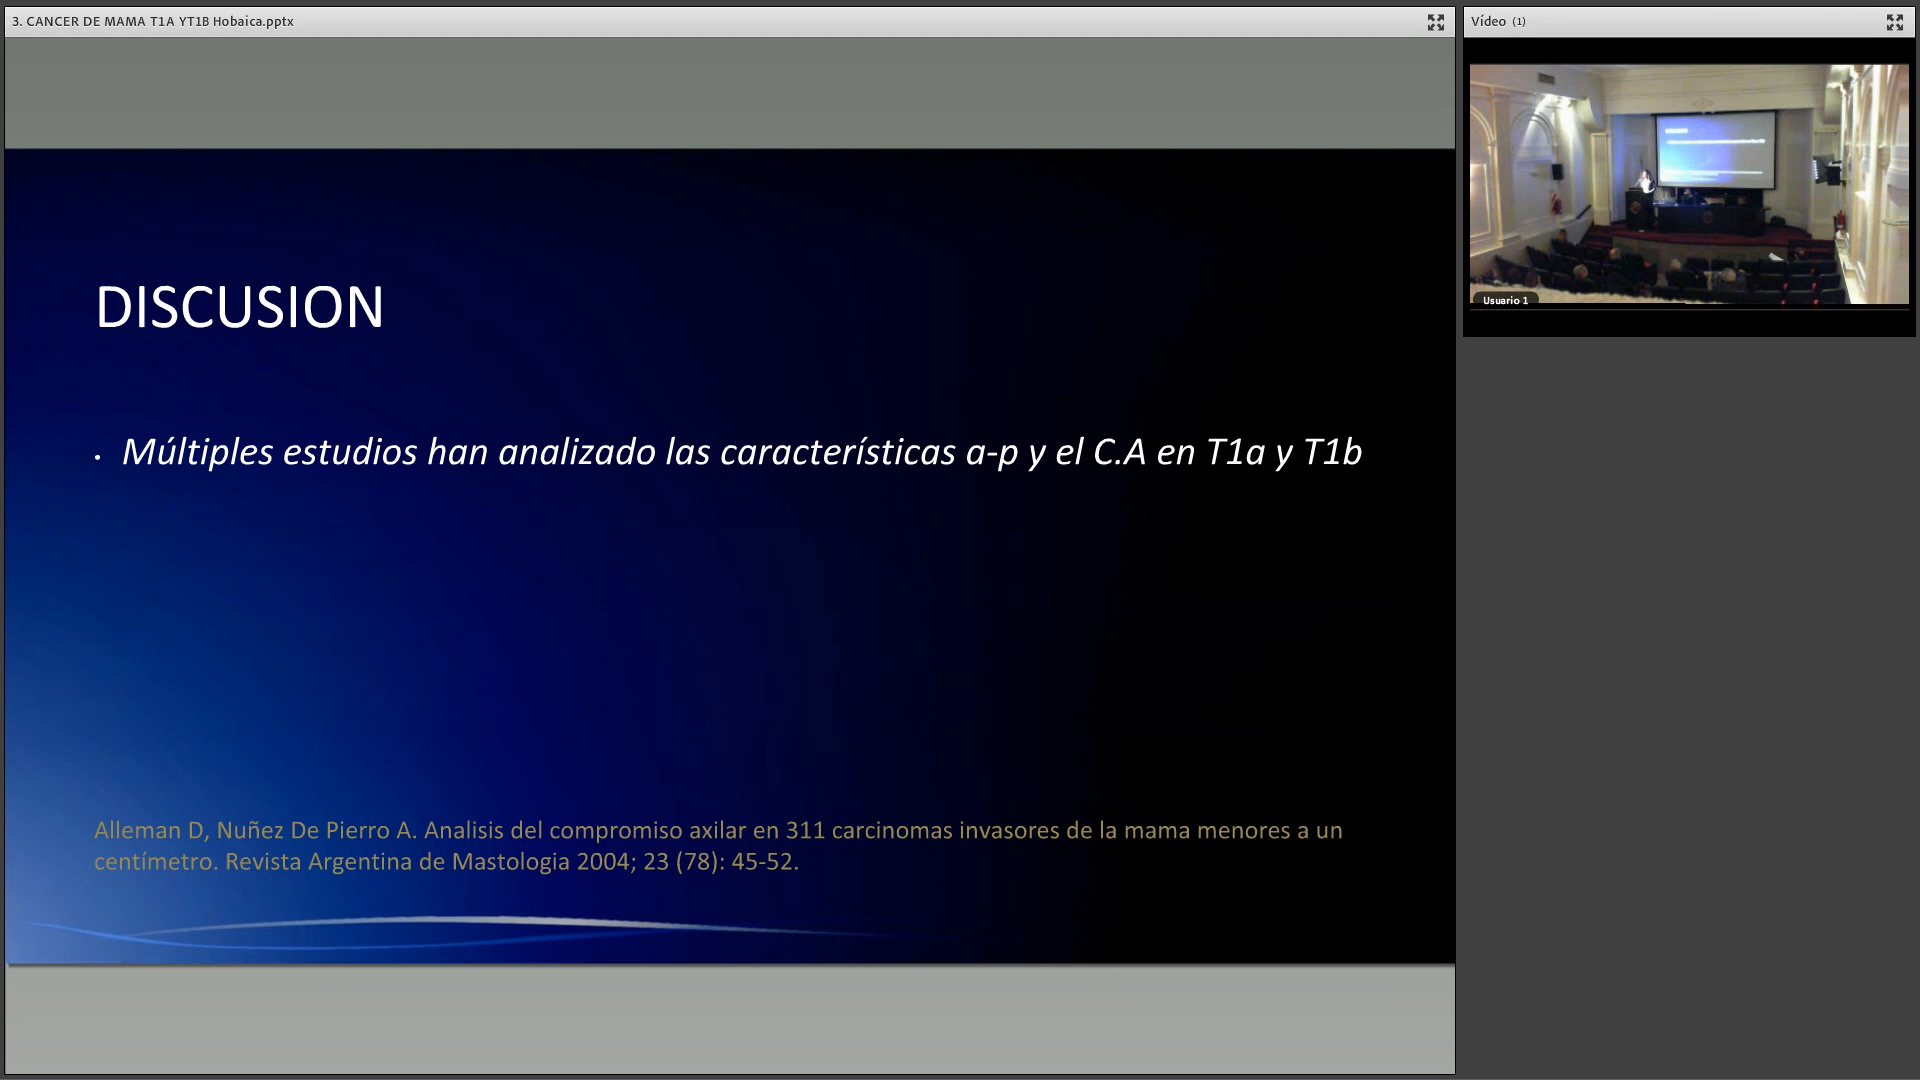 3. CANCER DE MAMA T1A YT1B Hobaica.pptx
Vídeo (1)
Usuario 1
DISCUSION
• Múltiples estudios han analizado las características a-p y el C.A en T1a y T1b
Alleman D, Nuñez De Pierro A. Analisis del compromiso axilar en 311 carcinomas invasores de la mama menores a un
centímetro. Revista Argentina de Mastologia 2004; 23 (78): 45-52.